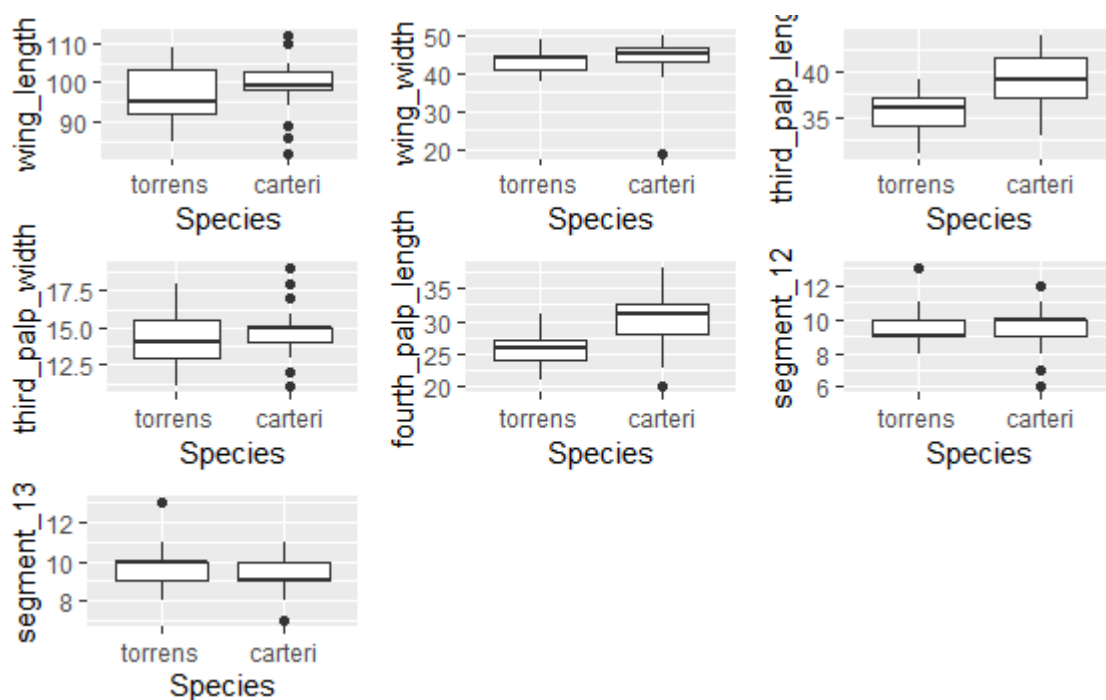 wing_length
110
100
90
torrens
carteri
Species
wing_width
50
40
30
20
torrens
carteri
Species
third_palp_leng
40
35
torrens
carteri
Species
third_palp_width
17.5
15.0
12.5
torrens
carteri
Species
fourth_palp_length
35
30
25
20
torrens
carteri
Species
segment_12
12
10
8
6
torrens
carteri
Species
segment_13
12
10
8
torrens
carteri
Species